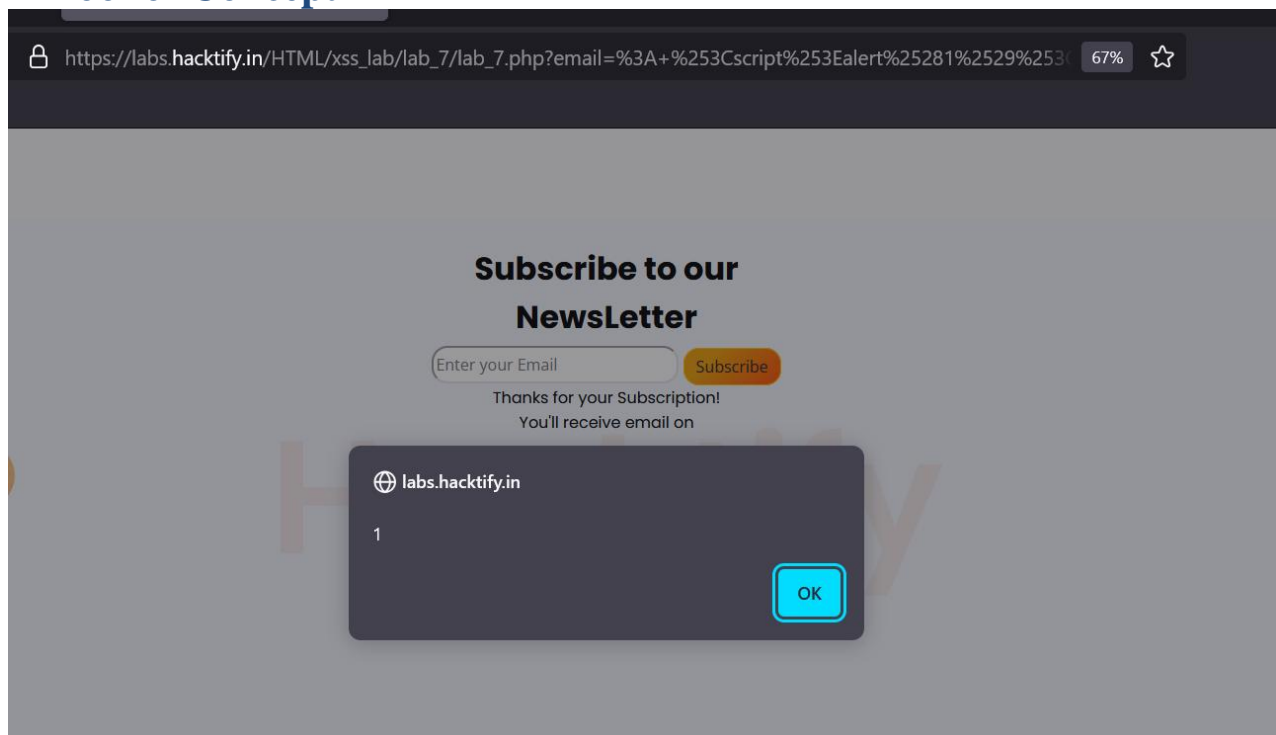 https://labs.hacktify.in/HTML/xss_lab/lab_7/lab_7.php?email=%3A+%253Cscript%253Ealert%25281%2529%253 67%
Subscribe to our
NewsLetter
Enter your Email Subscribe
Thanks for your Subscription!
You'll receive email on
labs.hacktify.in
1
OK